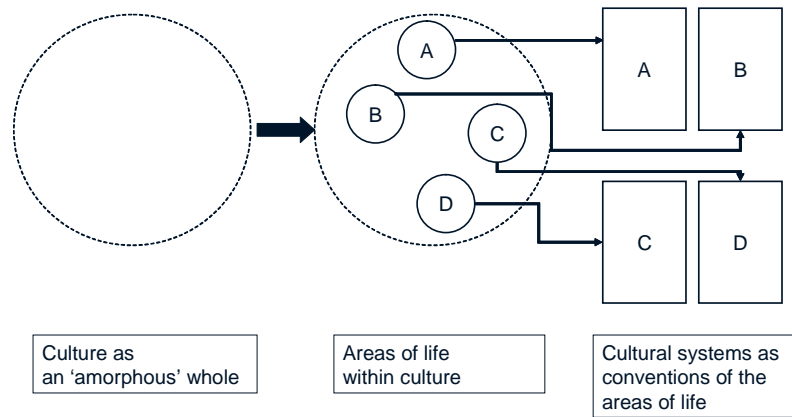 A
B
C
D
A
B
C
D
Culture as
an ‘amorphous’ whole
Areas of life
within culture
Cultural systems as
conventions of the
areas of life